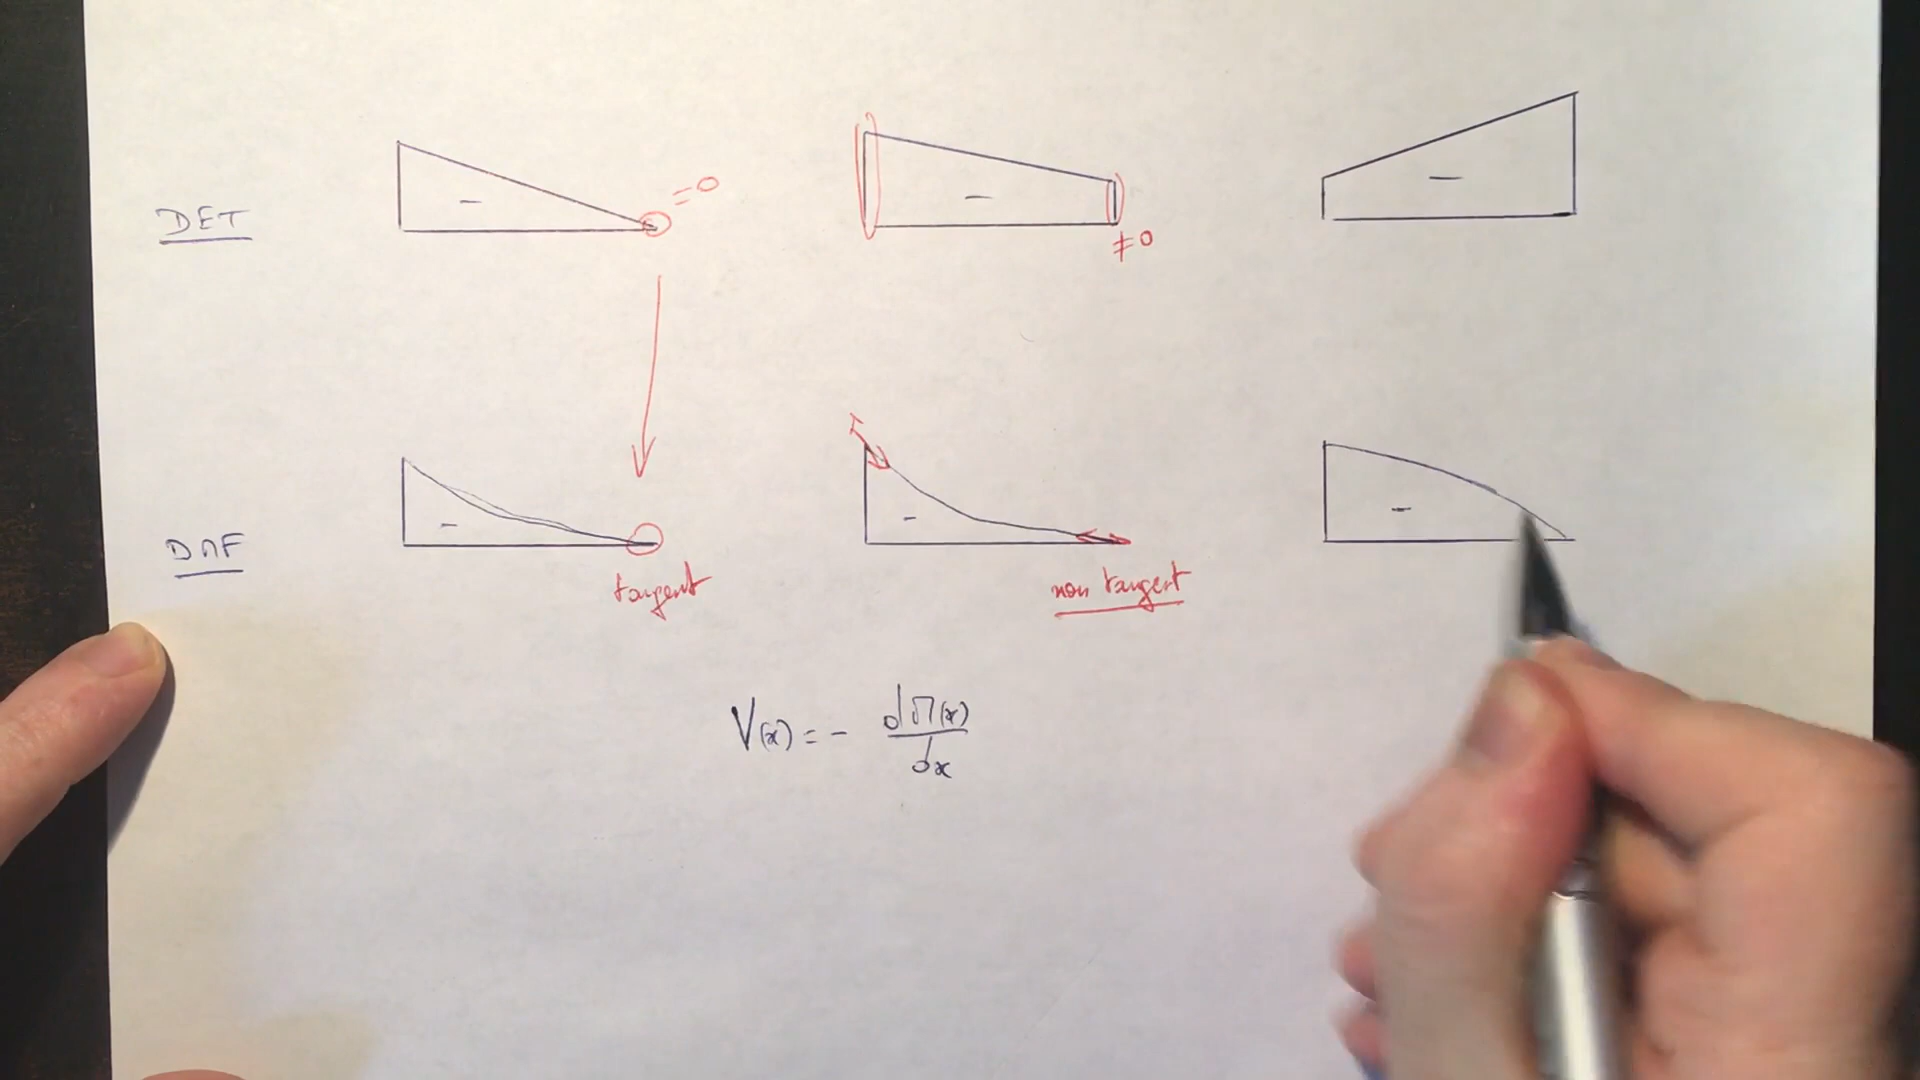 = 0
DET - - -
≠ 0
DMF - - -
tangent non tangent
V(x) = - dM(x)
dx